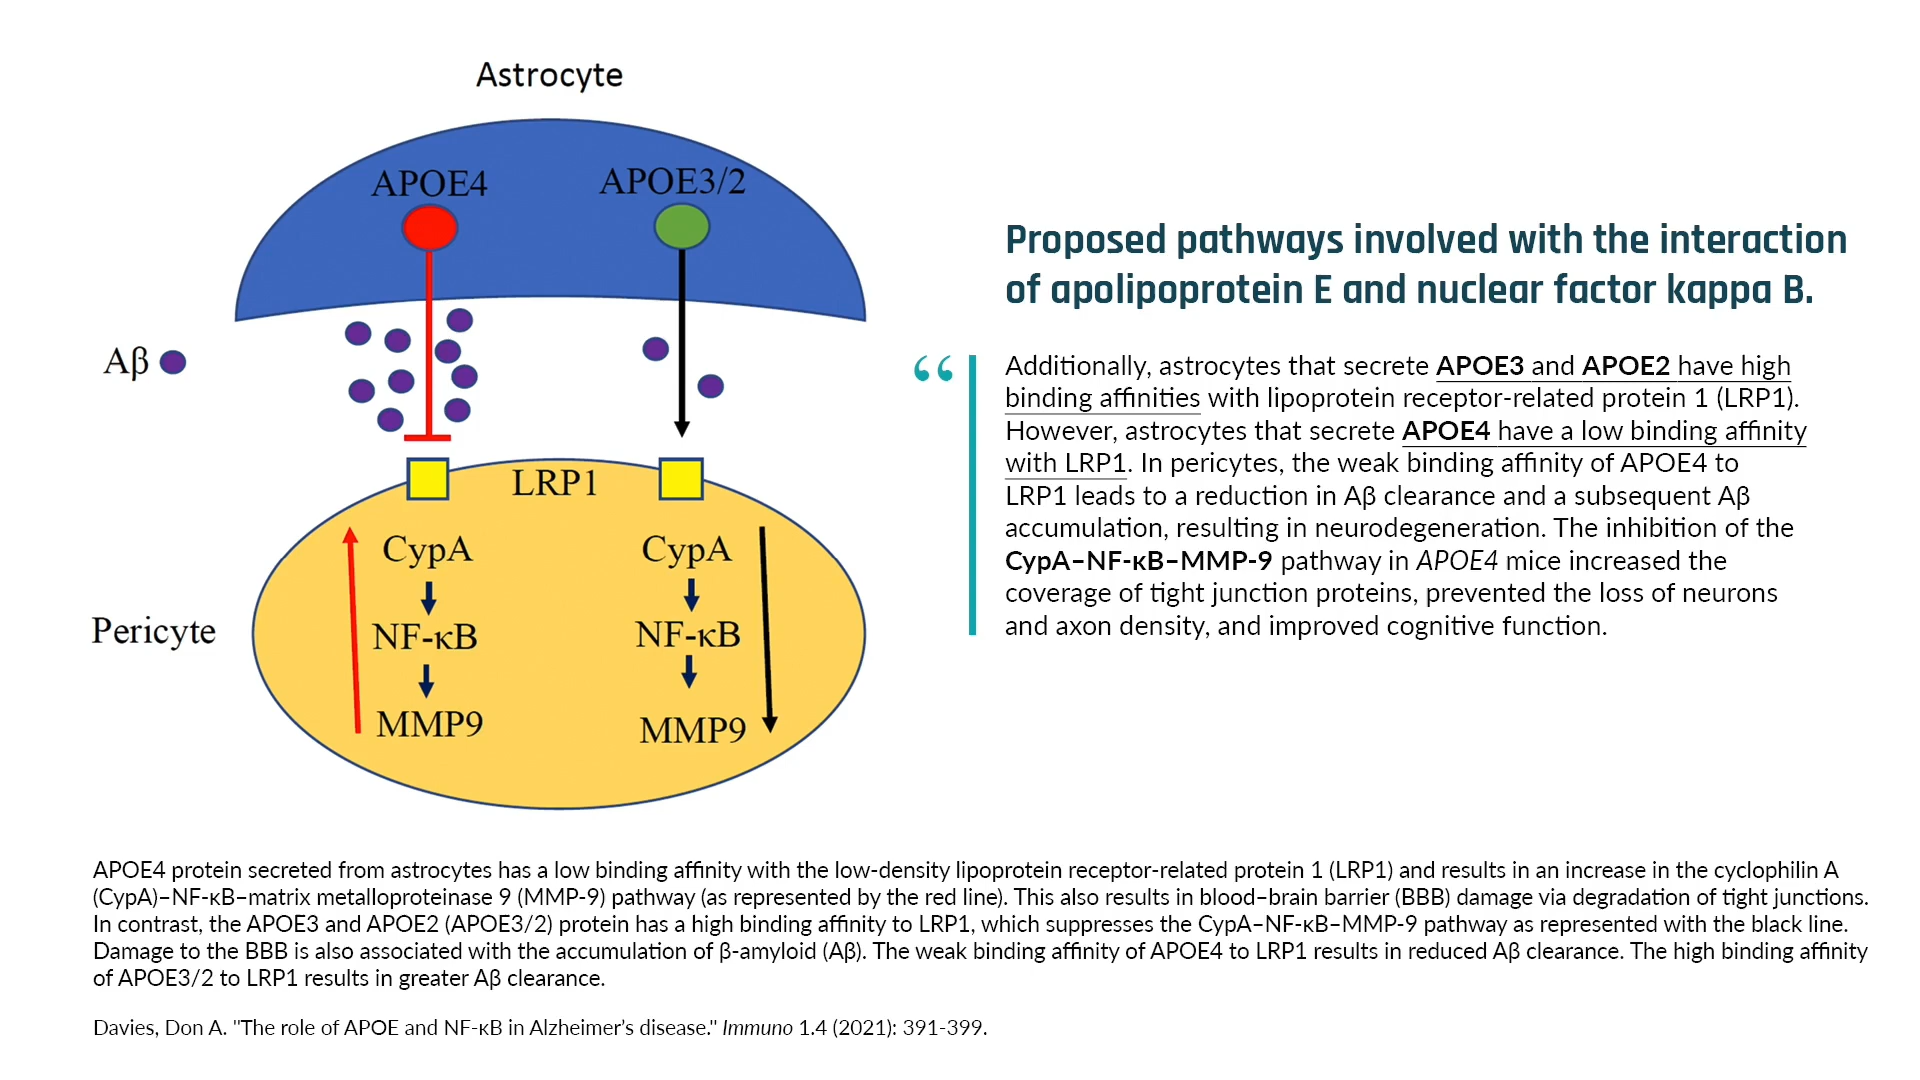 Astrocyte
APOE4
APOE3/2
Aβ
LRP1
CypA
CypA
NF-κB
NF-κB
Pericyte
MMP9
MMP9
Proposed pathways involved with the interaction
of apolipoprotein E and nuclear factor kappa B.
“
Additionally, astrocytes that secrete APOE3 and APOE2 have high
binding affinities with lipoprotein receptor-related protein 1 (LRP1).
However, astrocytes that secrete APOE4 have a low binding affinity
with LRP1. In pericytes, the weak binding affinity of APOE4 to
LRP1 leads to a reduction in Aβ clearance and a subsequent Aβ
accumulation, resulting in neurodegeneration. The inhibition of the
CypA–NF-κB–MMP-9 pathway in APOE4 mice increased the
coverage of tight junction proteins, prevented the loss of neurons
and axon density, and improved cognitive function.
APOE4 protein secreted from astrocytes has a low binding affinity with the low-density lipoprotein receptor-related protein 1 (LRP1) and results in an increase in the cyclophilin A
(CypA)–NF-κB–matrix metalloproteinase 9 (MMP-9) pathway (as represented by the red line). This also results in blood–brain barrier (BBB) damage via degradation of tight junctions.
In contrast, the APOE3 and APOE2 (APOE3/2) protein has a high binding affinity to LRP1, which suppresses the CypA–NF-κB–MMP-9 pathway as represented with the black line.
Damage to the BBB is also associated with the accumulation of β-amyloid (Aβ). The weak binding affinity of APOE4 to LRP1 results in reduced Aβ clearance. The high binding affinity
of APOE3/2 to LRP1 results in greater Aβ clearance.
Davies, Don A. "The role of APOE and NF-κB in Alzheimer’s disease." Immuno 1.4 (2021): 391-399.